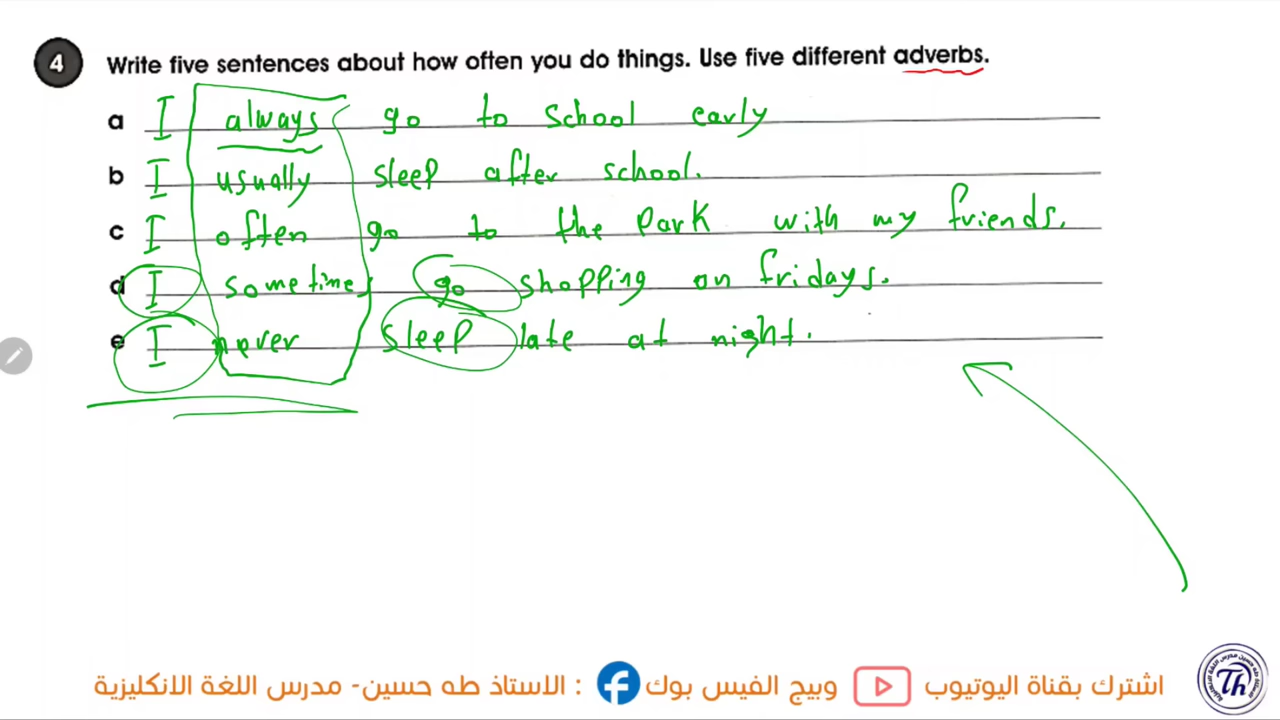 4 Write five sentences about how often you do things. Use five different adverbs.
a I always go to school early
b I usually sleep after school.
c I often go to the park with my friends.
d I sometimes go shopping on fridays.
e I never sleep late at night.
اشترك بقناة اليوتيوب وبيج الفيس بوك : الاستاذ طه حسين- مدرس اللغة الانكليزية
Th